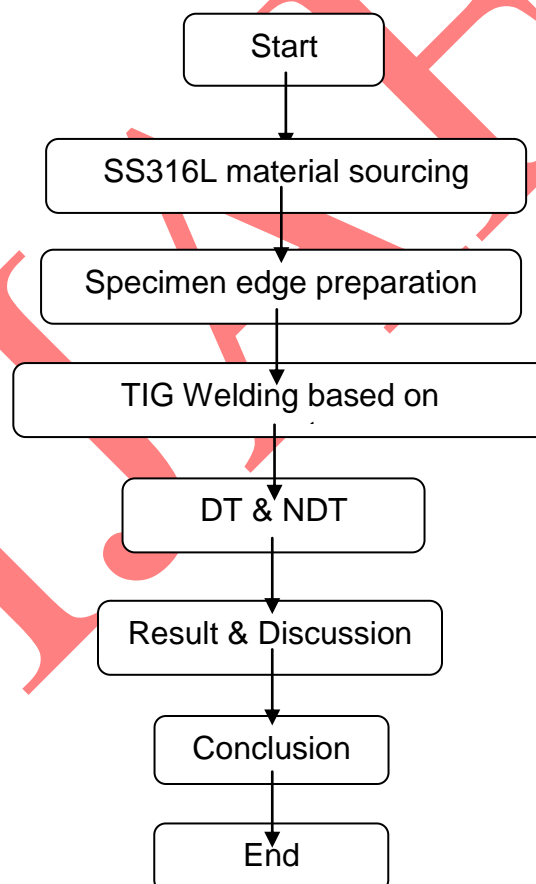 Start
SS316L material sourcing
Specimen edge preparation
TIG Welding based on
DT & NDT
Result & Discussion
Conclusion
End